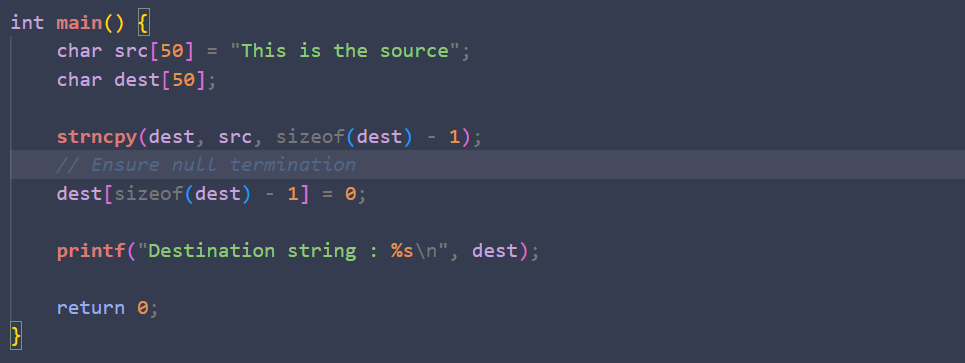 int main() {
    char src[50] = "This is the source";
    char dest[50];
    strncpy(dest, src, sizeof(dest) - 1);
    // Ensure null termination
    dest[sizeof(dest) - 1] = 0;
    printf("Destination string : %s\n", dest);
    return 0;
}